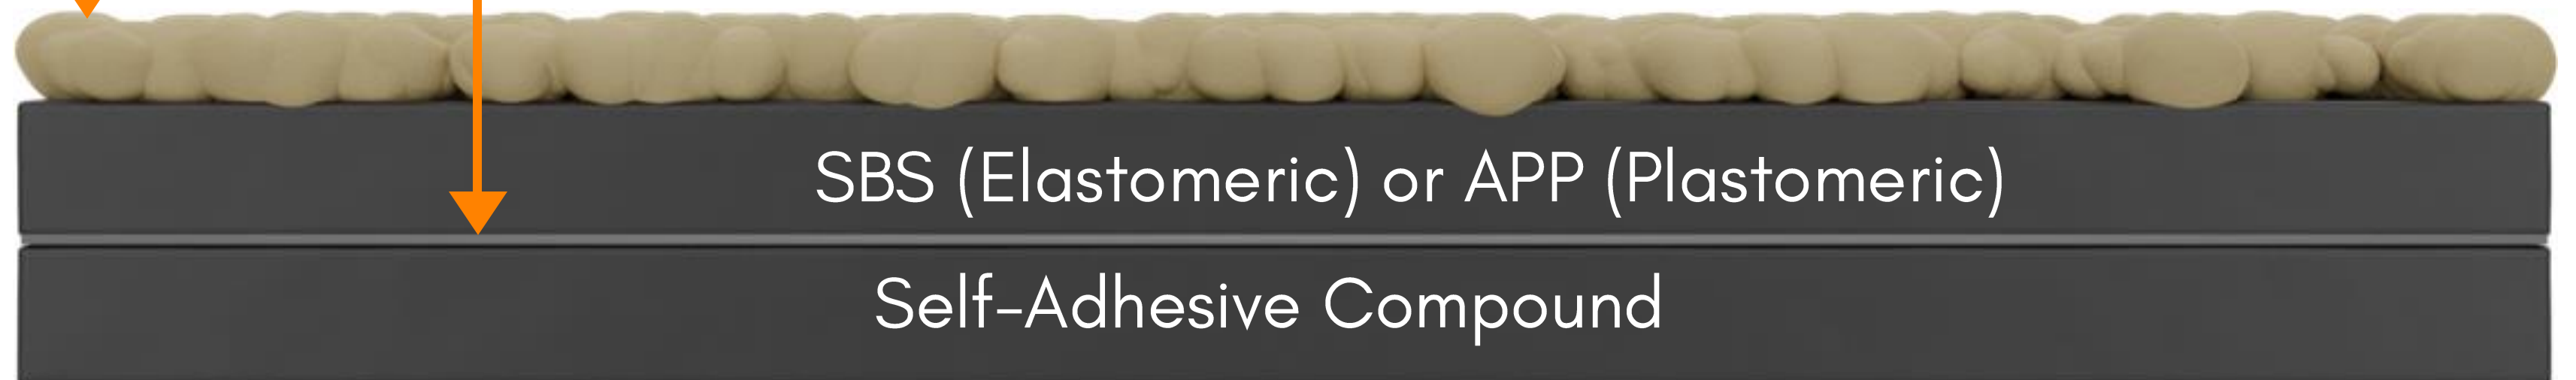 SBS (Elastomeric) or APP (Plastomeric)
Self-Adhesive Compound